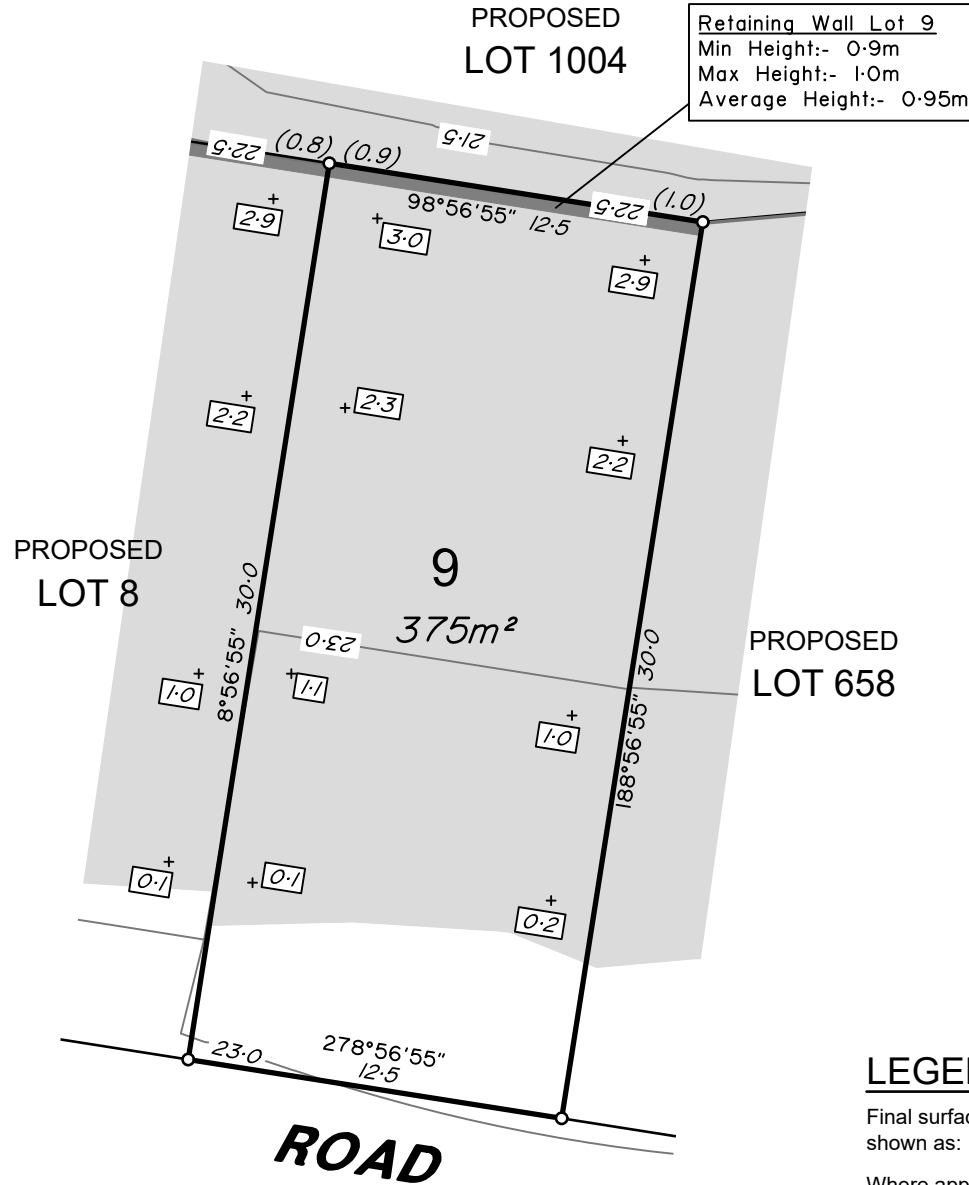 PROPOSED
LOT 1004
Retaining Wall Lot 9
Min Height:- 0·9m
Max Height:- 1·0m
Average Height:- 0·95m
21·5
22·5
(0.8)
(0.9)
22·5
(1.0)
98°56'55"
12·5
2·9
3·0
2·9
2·2
2·3
2·2
PROPOSED
LOT 8
9
375m²
8°56'55" 30·0
23·0
PROPOSED
LOT 658
188°56'55" 30·0
1·0
1·1
1·0
0·1
0·1
0·2
23·0
278°56'55"
12·5
ROAD
Final surfac
shown as: